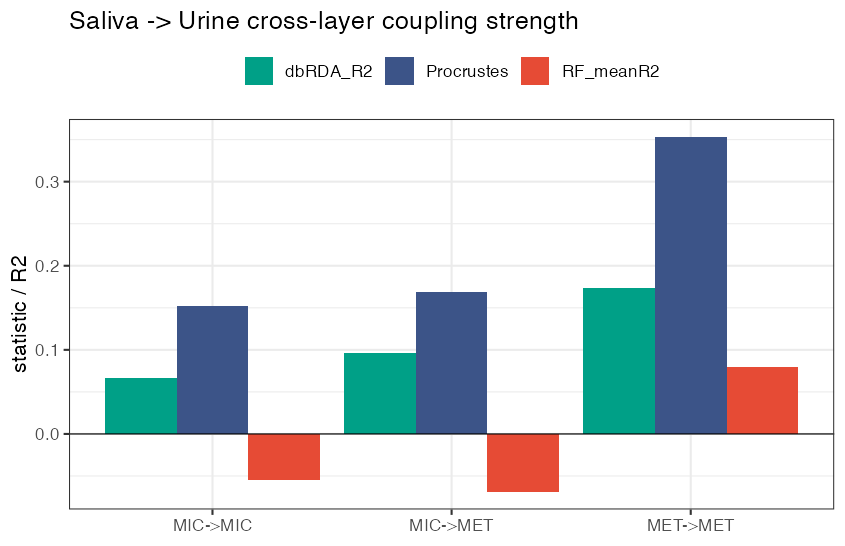 Saliva -> Urine cross-layer coupling strength
dbRDA_R2 Procrustes RF_meanR2
statistic / R2
0.3
0.2
0.1
0.0
MIC->MIC MIC->MET MET->MET